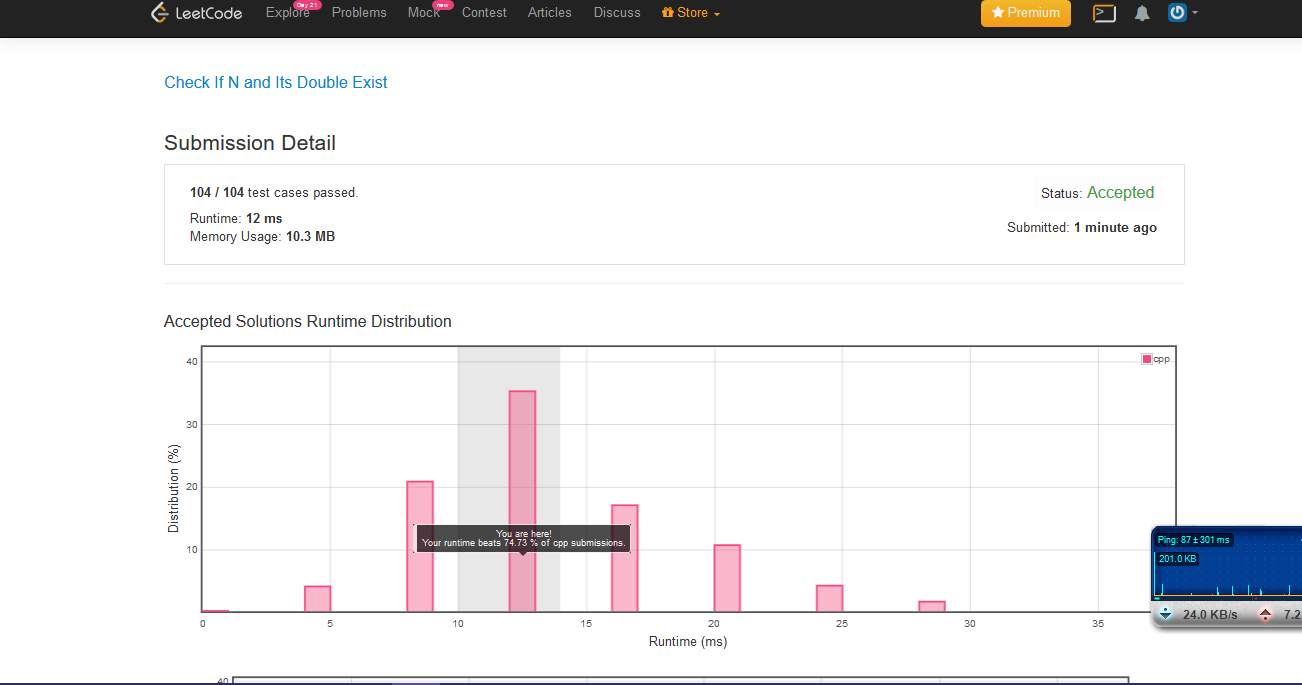 LeetCode Explore Day 21 Problems Mock new Contest Articles Discuss Store Premium
Check If N and Its Double Exist
Submission Detail
104 / 104 test cases passed.
Status: Accepted
Runtime: 12 ms
Submitted: 1 minute ago
Memory Usage: 10.3 MB
Accepted Solutions Runtime Distribution
cpp
40
30
20
10
Distribution (%)
You are here!
Your runtime beats 74.73 % of cpp submissions.
0 5 10 15 20 25 30 35
Runtime (ms)
Ping: 87 ± 301 ms
201.0 KB
24.0 KB/s 7.2
40